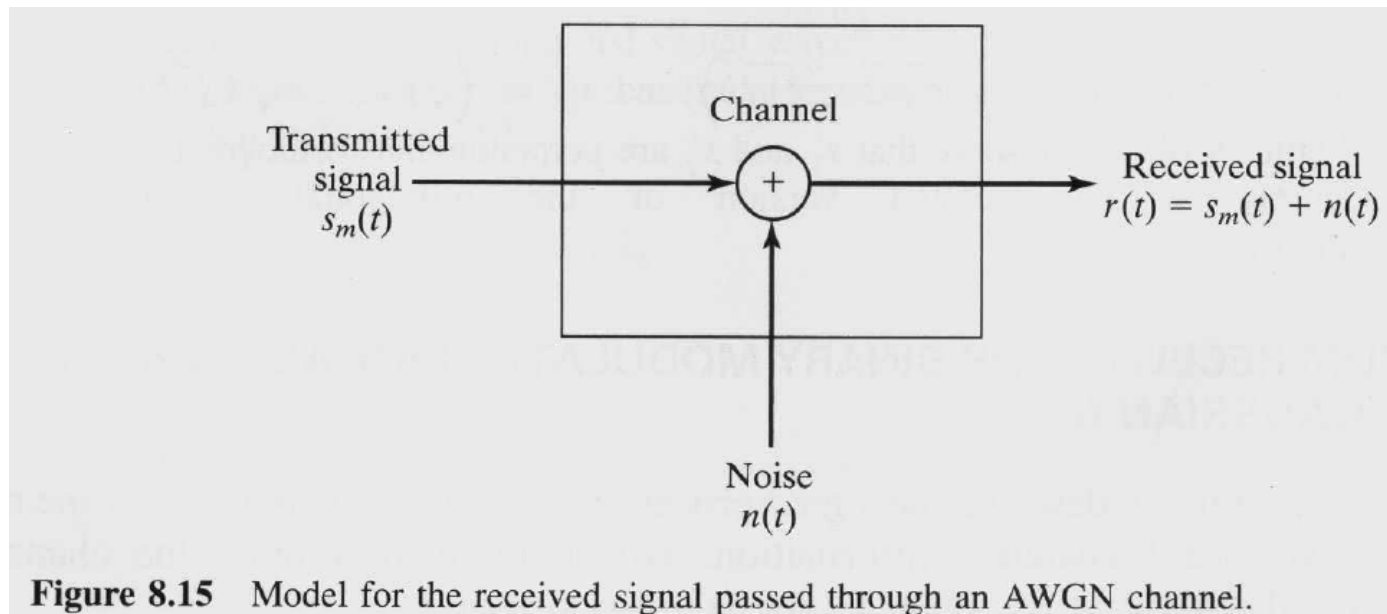 Channel
Transmitted
signal
s_m(t)
+
Received signal
r(t) = s_m(t) + n(t)
Noise
n(t)
Figure 8.15 Model for the received signal passed through an AWGN channel.